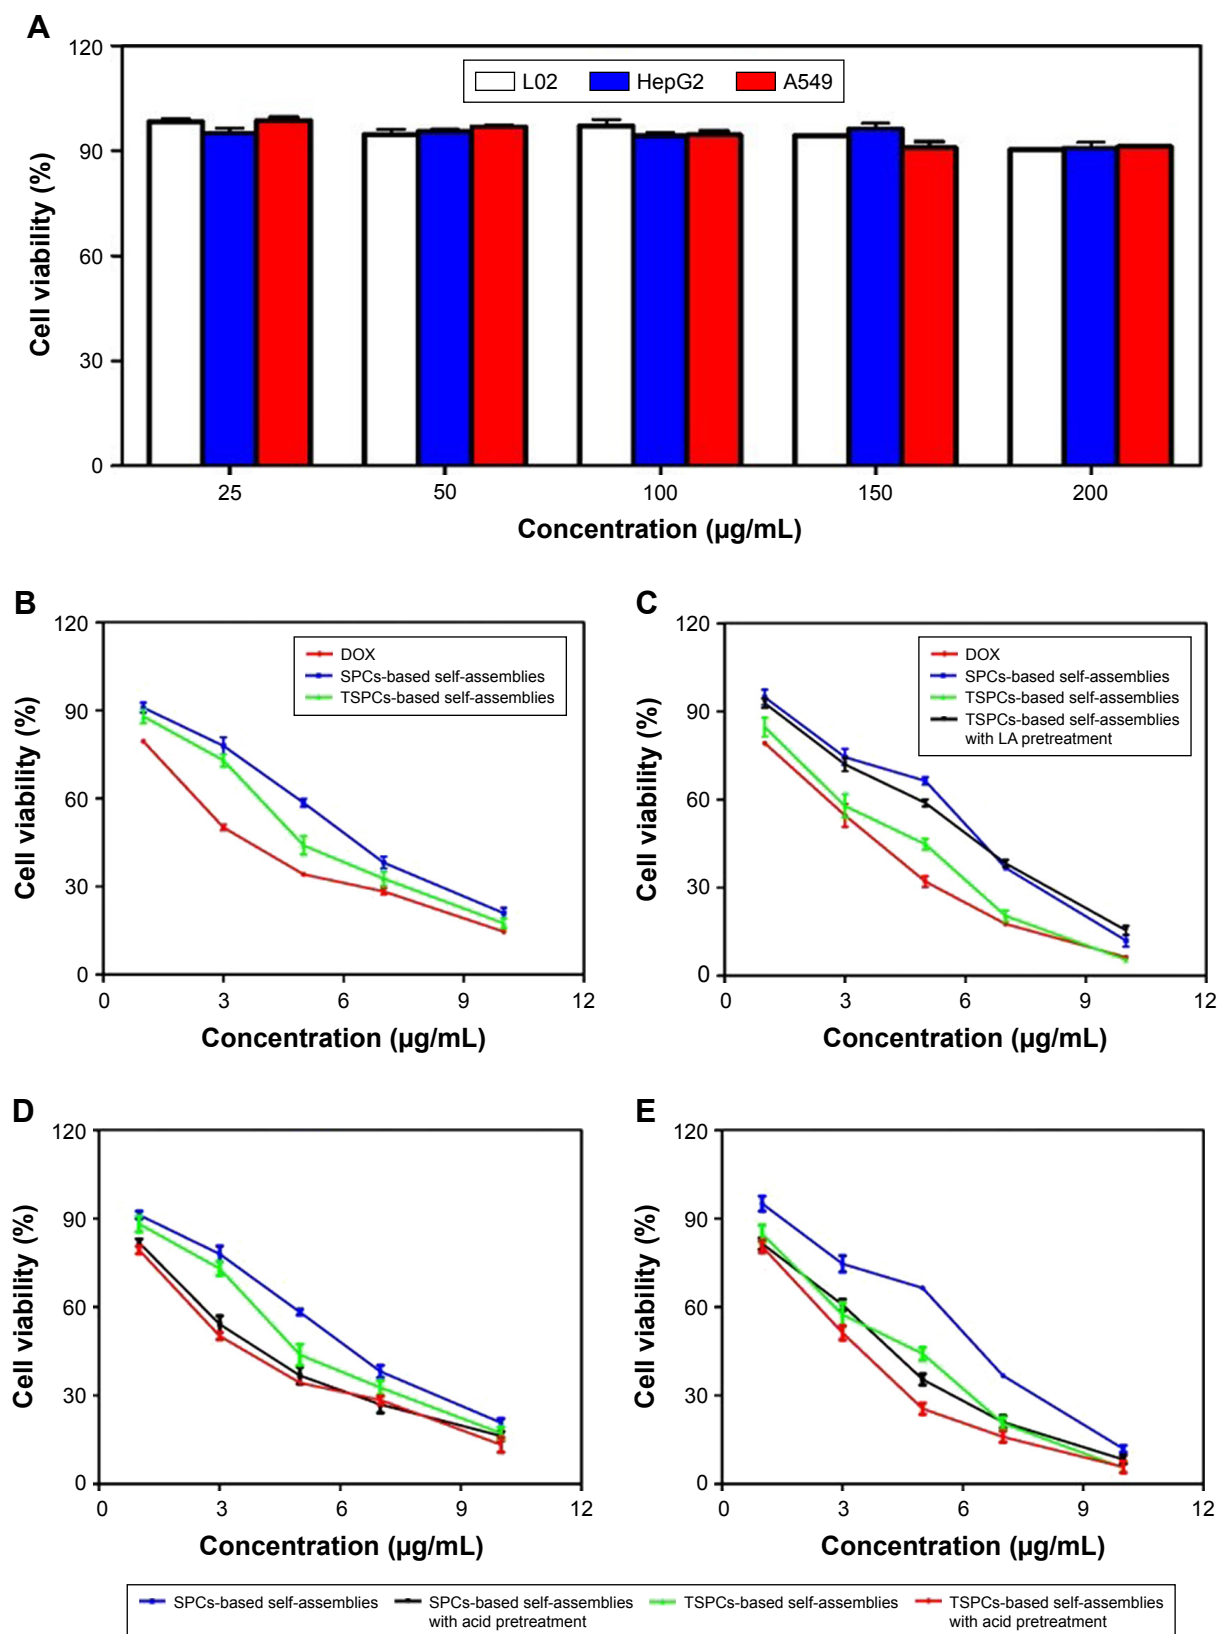 A
120
90
60
30
0
Cell viability (%)
L02 HepG2 A549
25 50 100 150 200
Concentration (µg/mL)
B
120
90
60
30
0
Cell viability (%)
DOX
SPCs-based self-assemblies
TSPCs-based self-assemblies
0 3 6 9 12
Concentration (µg/mL)
C
120
90
60
30
0
Cell viability (%)
DOX
SPCs-based self-assemblies
TSPCs-based self-assemblies
TSPCs-based self-assemblies
with LA pretreatment
0 3 6 9 12
Concentration (µg/mL)
D
120
90
60
30
0
Cell viability (%)
0 3 6 9 12
Concentration (µg/mL)
E
120
90
60
30
0
Cell viability (%)
0 3 6 9 12
Concentration (µg/mL)
SPCs-based self-assemblies
SPCs-based self-assemblies
with acid pretreatment
TSPCs-based self-assemblies
TSPCs-based self-assemblies
with acid pretreatment